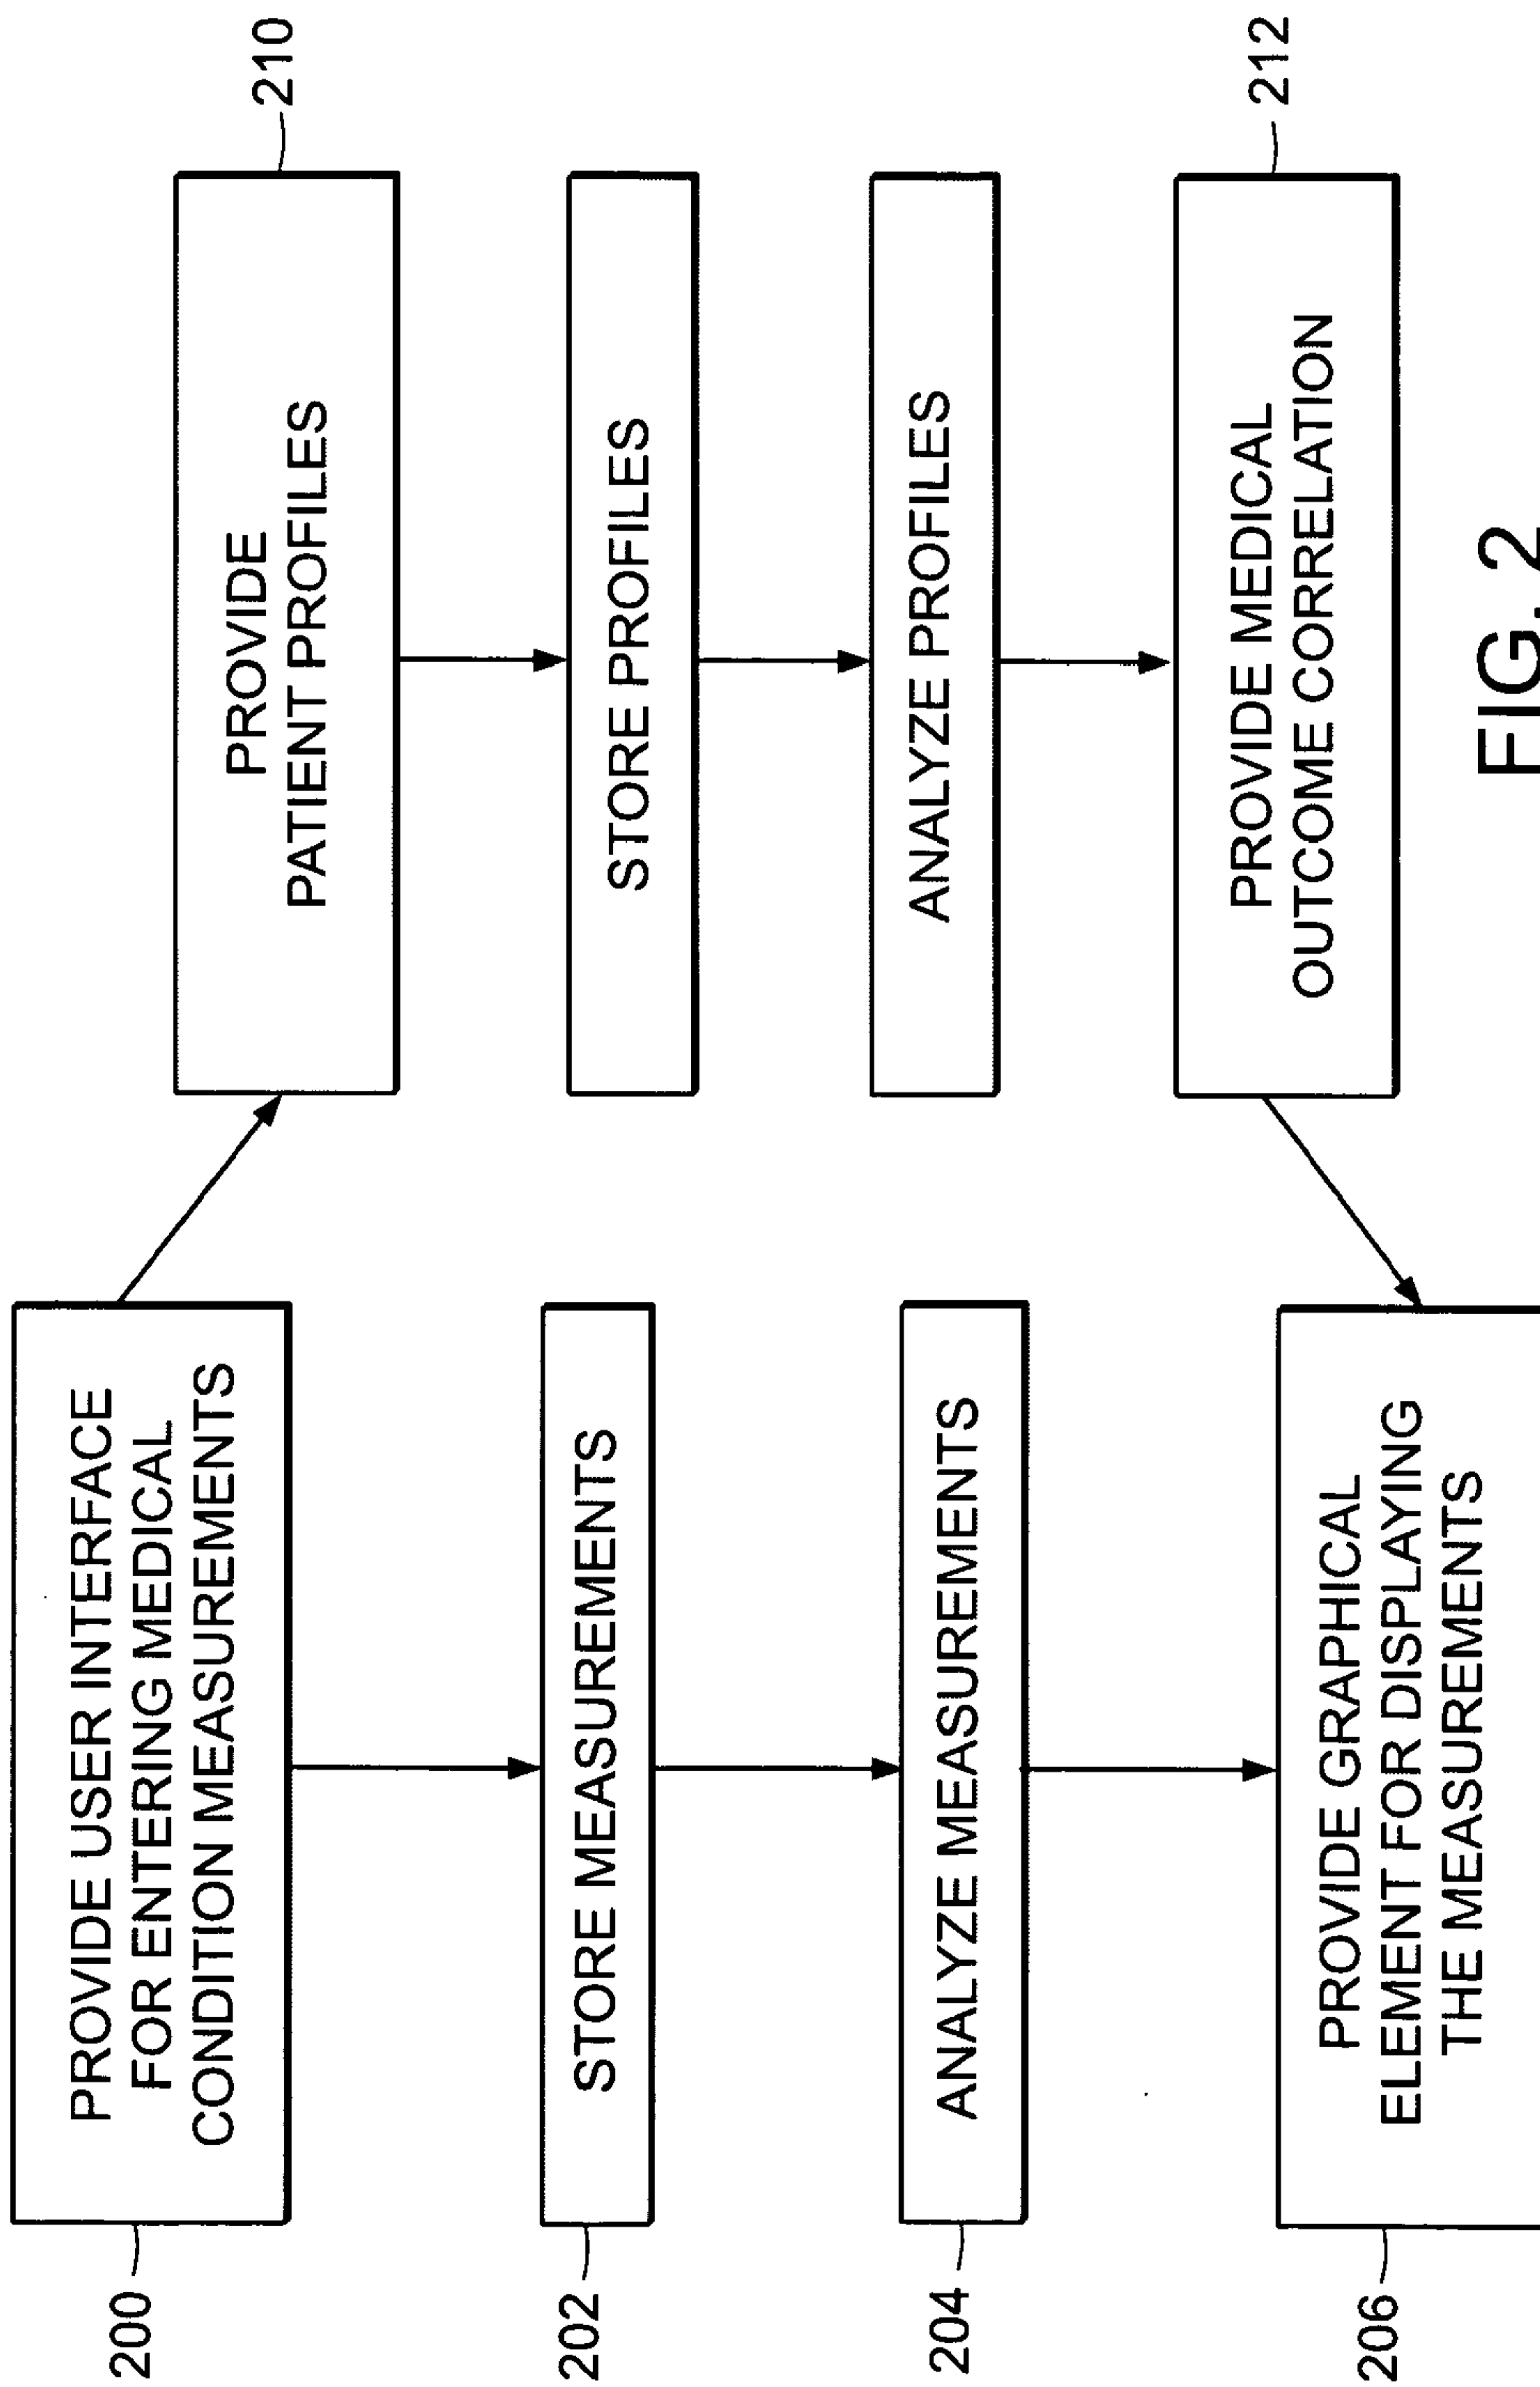 200
PROVIDE USER INTERFACE
FOR ENTERING MEDICAL
CONDITION MEASUREMENTS
202
STORE MEASUREMENTS
204
ANALYZE MEASUREMENTS
206
PROVIDE GRAPHICAL
ELEMENT FOR DISPLAYING
THE MEASUREMENTS
210
PROVIDE
PATIENT PROFILES
STORE PROFILES
ANALYZE PROFILES
212
PROVIDE MEDICAL
OUTCOME CORRELATION
FIG. 2